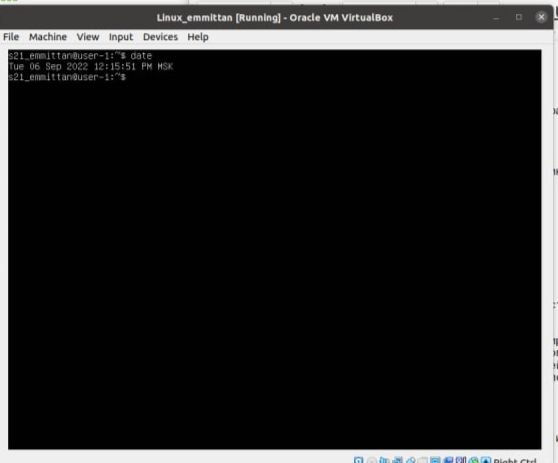 Linux_emmittan [Running] - Oracle VM VirtualBox
File Machine View Input Devices Help
s21_emmittan@user-1:~$ date
Tue 06 Sep 2022 12:15:51 PM MSK
s21_emmittan@user-1:~$
Right Ctrl